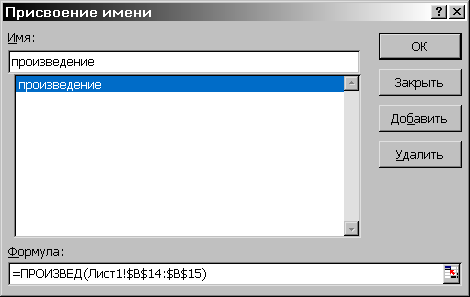 Присвоение имени
Имя:
произведение
произведение
ОК
Закрыть
Добавить
Удалить
Формула:
=ПРОИЗВЕД(Лист1!$B$14:$B$15)